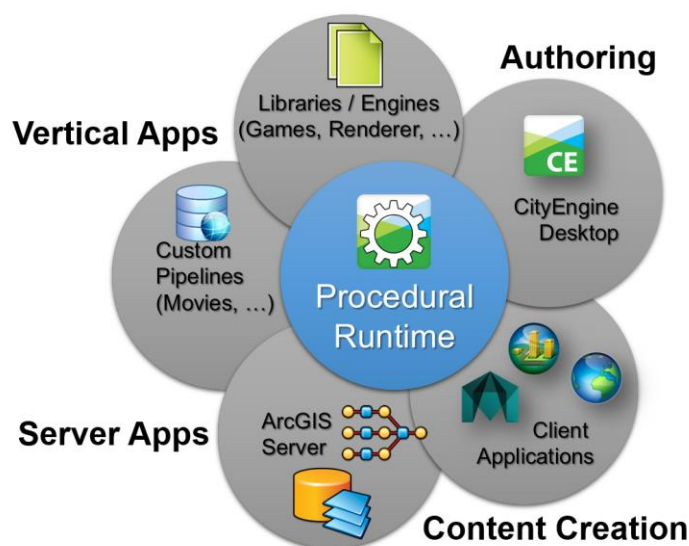 Authoring
Libraries / Engines
(Games, Renderer, …)
Vertical Apps
CE
CityEngine
Desktop
Custom
Pipelines
(Movies, …)
Procedural
Runtime
Server Apps
ArcGIS
Server
Client
Applications
Content Creation